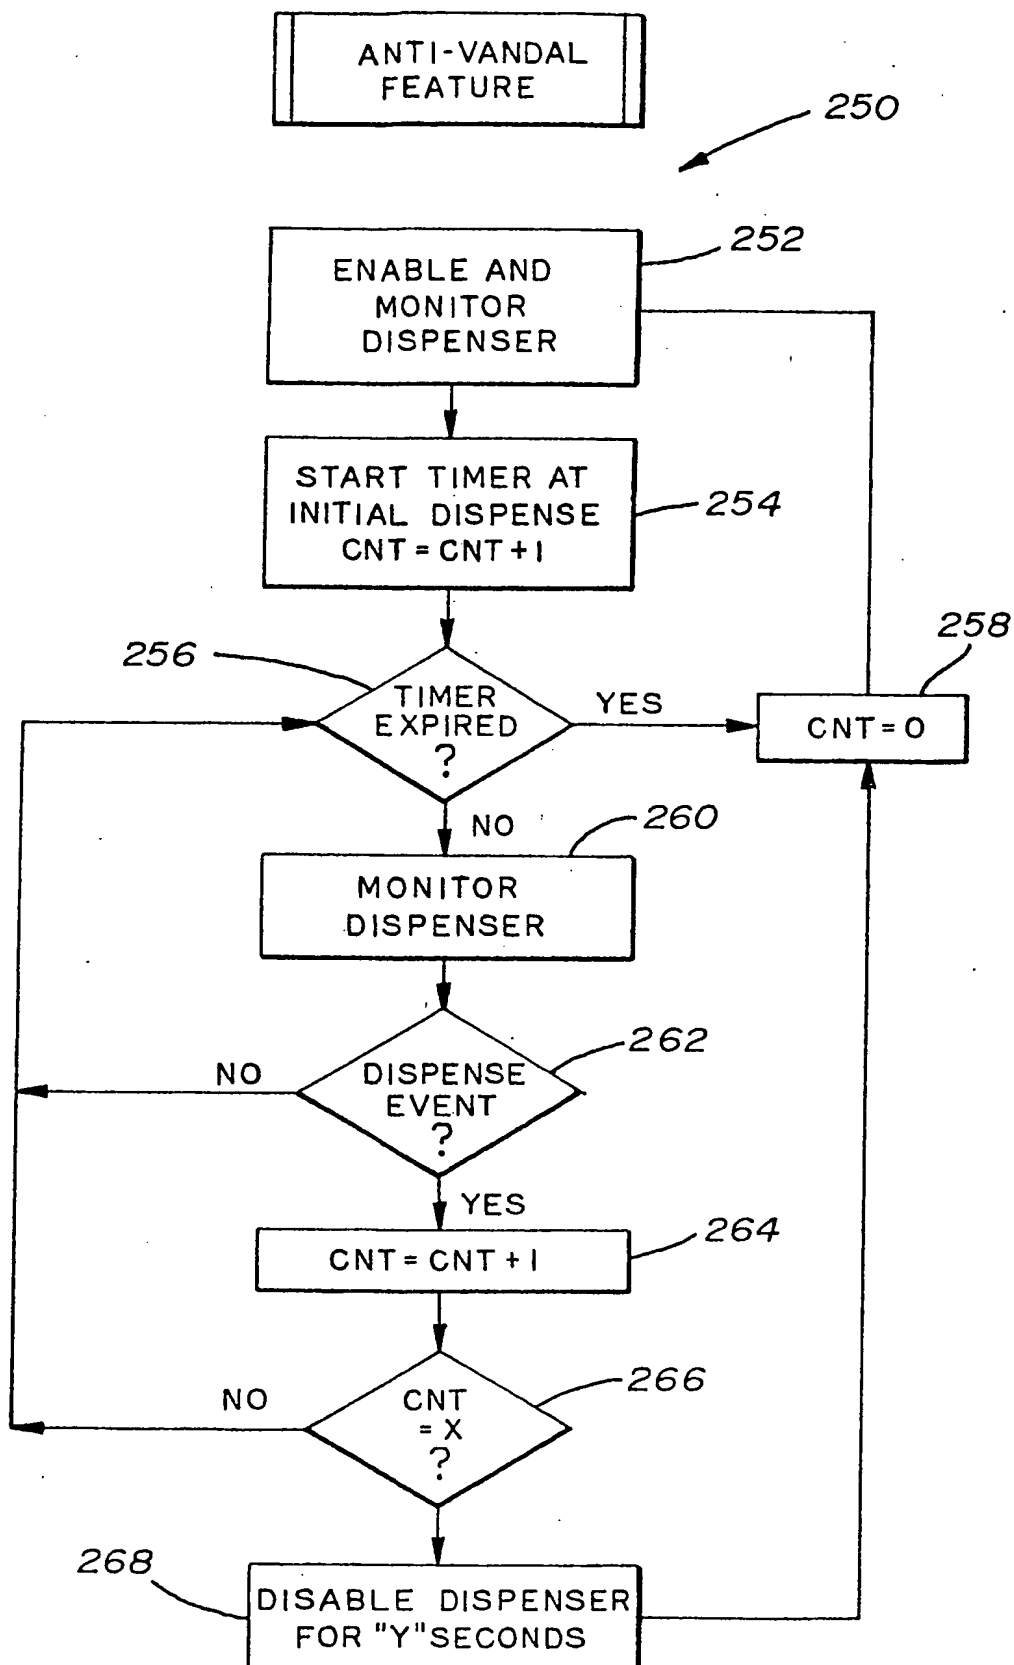 ANTI-VANDAL
FEATURE
250
252
ENABLE AND
MONITOR
DISPENSER
START TIMER AT
INITIAL DISPENSE
CNT = CNT + 1
254
256
TIMER
EXPIRED
?
YES
258
CNT = 0
NO
260
MONITOR
DISPENSER
262
DISPENSE
EVENT
?
NO
YES
264
CNT = CNT + 1
266
CNT
= X
?
NO
268
DISABLE DISPENSER
FOR "Y" SECONDS